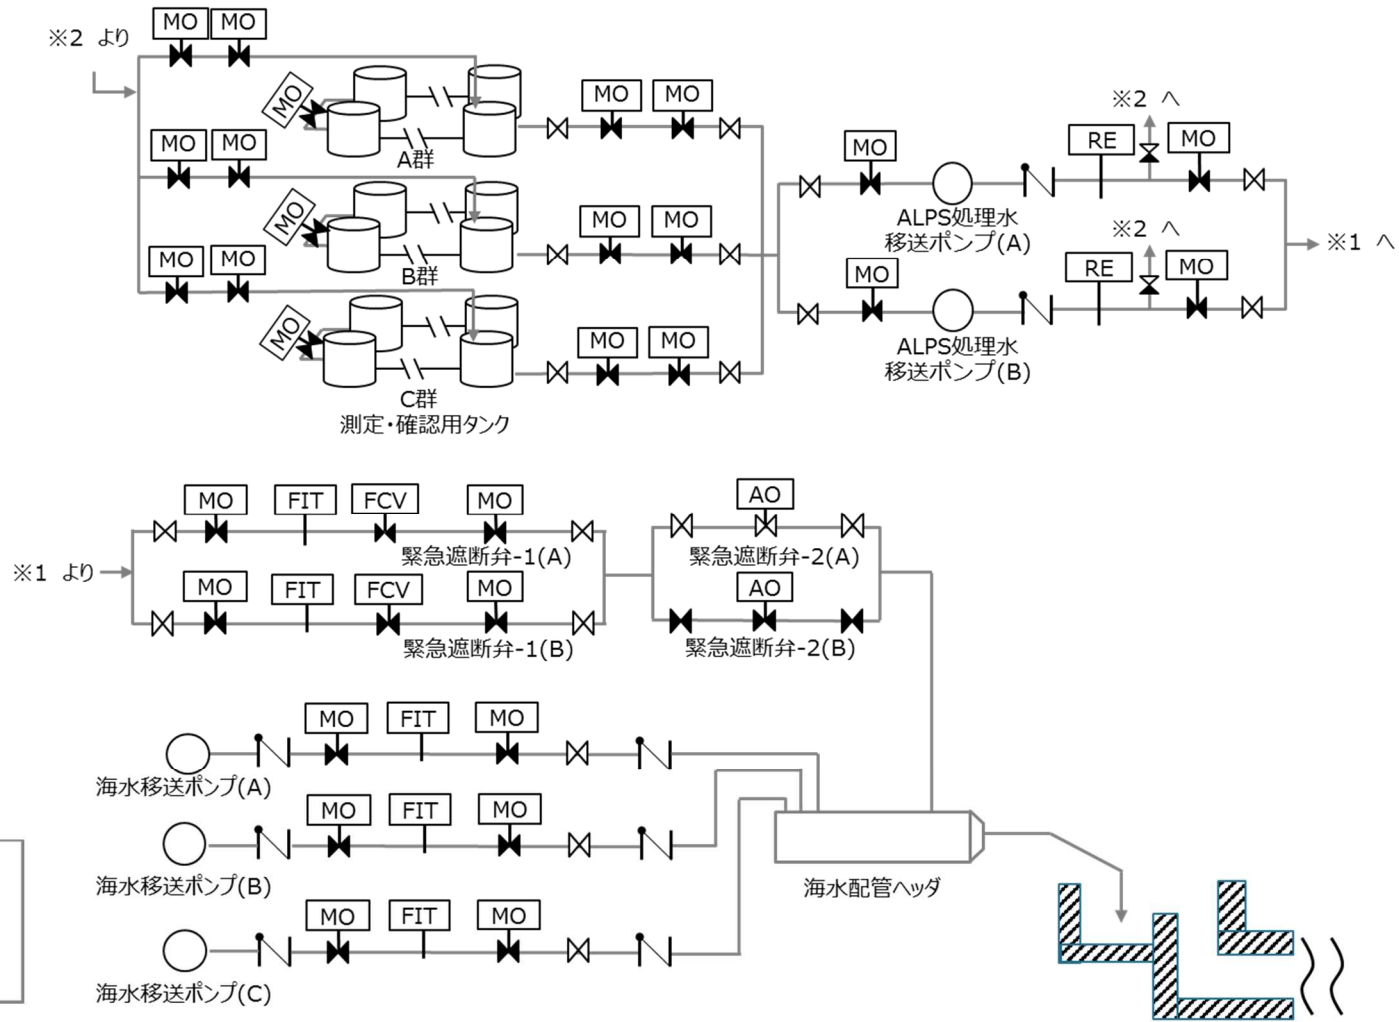 MO MO
※2 より
MO MO MO
※2 へ
MO RE MO
MO MO
A群
ALPS処理水
移送ポンプ(A)
MO MO MO
※2 へ
※1 へ
MO RE MO
MO MO
B群
ALPS処理水
移送ポンプ(B)
MO MO MO
C群
測定・確認用タンク
MO FIT FCV MO
AO
緊急遮断弁-1(A)
緊急遮断弁-2(A)
※1 より
MO FIT FCV MO
AO
緊急遮断弁-1(B)
緊急遮断弁-2(B)
MO FIT MO
海水移送ポンプ(A)
MO FIT MO
海水移送ポンプ(B)
海水配管ヘッダ
MO FIT MO
海水移送ポンプ(C)